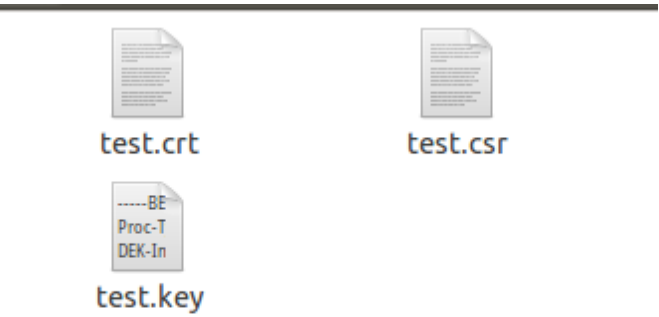 test.crt
test.csr
-----BE
Proc-T
DEK-In
test.key